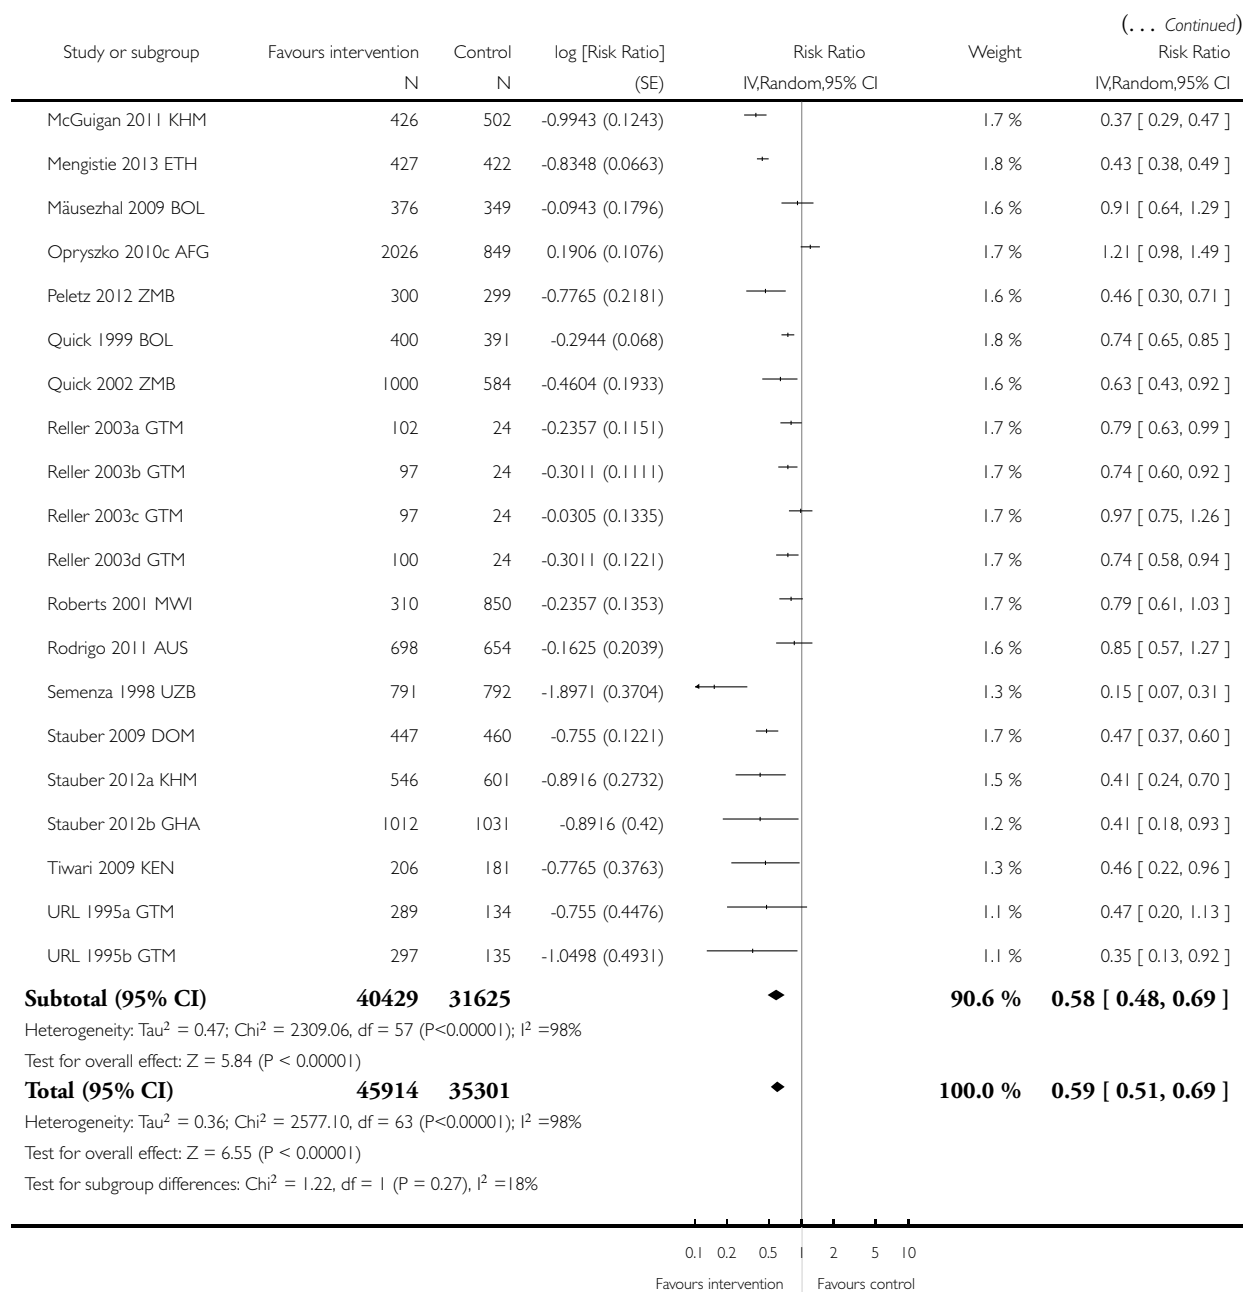 (... Continued)
Study or subgroup Favours intervention Control log [Risk Ratio] Risk Ratio Weight Risk Ratio
N N (SE) IV,Random,95% CI IV,Random,95% CI
McGuigan 2011 KHM 426 502 -0.9943 (0.1243) 1.7 % 0.37 [ 0.29, 0.47 ]
Mengistie 2013 ETH 427 422 -0.8348 (0.0663) 1.8 % 0.43 [ 0.38, 0.49 ]
Mäusezhal 2009 BOL 376 349 -0.0943 (0.1796) 1.6 % 0.91 [ 0.64, 1.29 ]
Opryszko 2010c AFG 2026 849 0.1906 (0.1076) 1.7 % 1.21 [ 0.98, 1.49 ]
Peletz 2012 ZMB 300 299 -0.7765 (0.2181) 1.6 % 0.46 [ 0.30, 0.71 ]
Quick 1999 BOL 400 391 -0.2944 (0.068) 1.8 % 0.74 [ 0.65, 0.85 ]
Quick 2002 ZMB 1000 584 -0.4604 (0.1933) 1.6 % 0.63 [ 0.43, 0.92 ]
Reller 2003a GTM 102 24 -0.2357 (0.1151) 1.7 % 0.79 [ 0.63, 0.99 ]
Reller 2003b GTM 97 24 -0.3011 (0.1111) 1.7 % 0.74 [ 0.60, 0.92 ]
Reller 2003c GTM 97 24 -0.0305 (0.1335) 1.7 % 0.97 [ 0.75, 1.26 ]
Reller 2003d GTM 100 24 -0.3011 (0.1221) 1.7 % 0.74 [ 0.58, 0.94 ]
Roberts 2001 MWI 310 850 -0.2357 (0.1353) 1.7 % 0.79 [ 0.61, 1.03 ]
Rodrigo 2011 AUS 698 654 -0.1625 (0.2039) 1.6 % 0.85 [ 0.57, 1.27 ]
Semenza 1998 UZB 791 792 -1.8971 (0.3704) 1.3 % 0.15 [ 0.07, 0.31 ]
Stauber 2009 DOM 447 460 -0.755 (0.1221) 1.7 % 0.47 [ 0.37, 0.60 ]
Stauber 2012a KHM 546 601 -0.8916 (0.2732) 1.5 % 0.41 [ 0.24, 0.70 ]
Stauber 2012b GHA 1012 1031 -0.8916 (0.42) 1.2 % 0.41 [ 0.18, 0.93 ]
Tiwari 2009 KEN 206 181 -0.7765 (0.3763) 1.3 % 0.46 [ 0.22, 0.96 ]
URL 1995a GTM 289 134 -0.755 (0.4476) 1.1 % 0.47 [ 0.20, 1.13 ]
URL 1995b GTM 297 135 -1.0498 (0.4931) 1.1 % 0.35 [ 0.13, 0.92 ]
Subtotal (95% CI) 40429 31625 90.6 % 0.58 [ 0.48, 0.69 ]
Heterogeneity: Tau² = 0.47; Chi² = 2309.06, df = 57 (P<0.00001); I² =98%
Test for overall effect: Z = 5.84 (P < 0.00001)
Total (95% CI) 45914 35301 100.0 % 0.59 [ 0.51, 0.69 ]
Heterogeneity: Tau² = 0.36; Chi² = 2577.10, df = 63 (P<0.00001); I² =98%
Test for overall effect: Z = 6.55 (P < 0.00001)
Test for subgroup differences: Chi² = 1.22, df = 1 (P = 0.27), I² =18%
0.1 0.2 0.5 1 2 5 10
Favours intervention Favours control